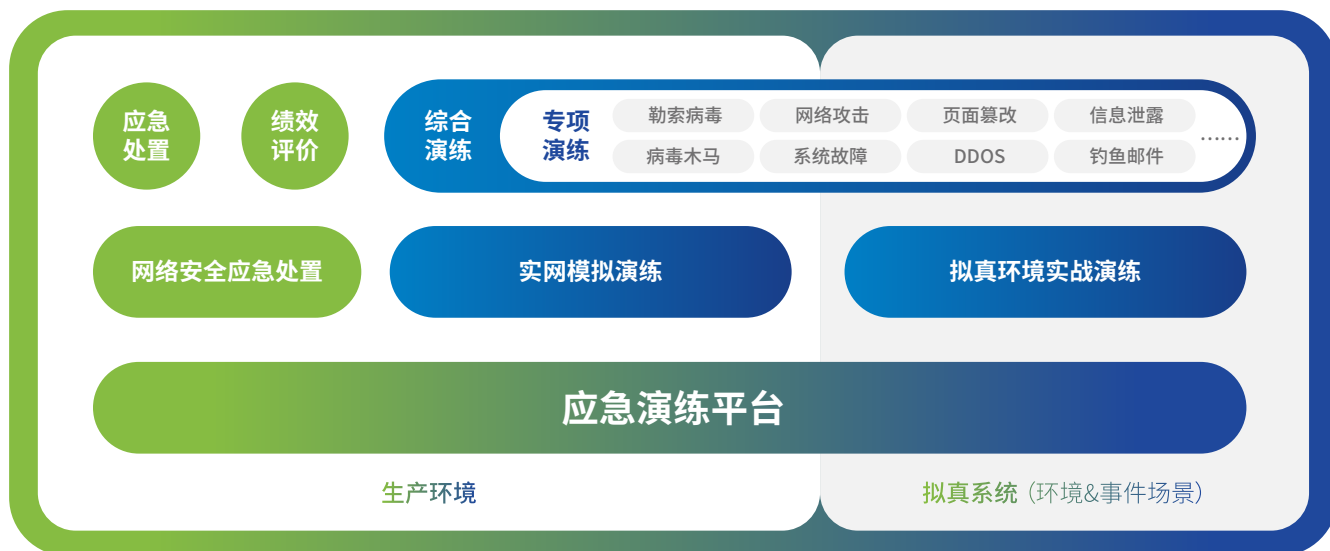 应急
处置
绩效
评价
综合
演练
专项
演练
勒索病毒
网络攻击
页面篡改
信息泄露
病毒木马
系统故障
DDOS
钓鱼邮件
……
网络安全应急处置
实网模拟演练
拟真环境实战演练
应急演练平台
生产环境
拟真系统（环境&事件场景）